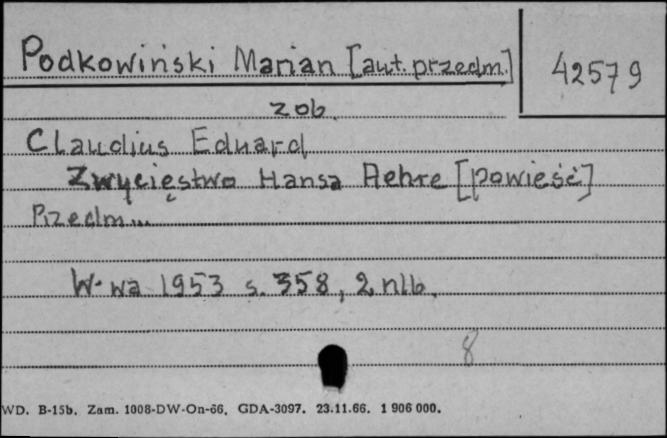 Podkowiński Marian [aut. przedm.]
42579
zob.
Claudius Eduard
Zwycięstwo Hansa Aehre [powieść]
Przedm...
W-wa 1953 s. 358, 2 nlb.
8
WD. B-15b. Zam. 1008-DW-On-66. GDA-3097. 23.11.66. 1 906 000.